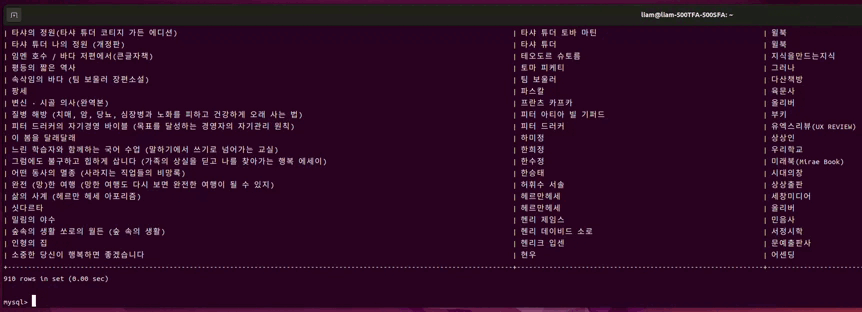 liam@liam-500TFA-500SFA: ~
| 타샤의 정원(타샤 튜더 코티지 가든 에디션) | 타샤 튜더 토바 마틴 | 윌북
| 타샤 튜더 나의 정원 (개정판) | 타샤 튜더 | 윌북
| 임멘 호수 / 바다 저편에서(큰글자책) | 테오도르 슈토름 | 지식을만드는지식
| 평등의 짧은 역사 | 토마 피케티 | 그러나
| 속삭임의 바다 (팀 보울러 장편소설) | 팀 보울러 | 다산책방
| 팡세 | 파스칼 | 육문사
| 변신 · 시골 의사(완역본) | 프란츠 카프카 | 올리버
| 질병 해방 (치매, 암, 당뇨, 심장병과 노화를 피하고 건강하게 오래 사는 법) | 피터 아티아 빌 기퍼드 | 부키
| 피터 드러커의 자기경영 바이블 (목표를 달성하는 경영자의 자기관리 원칙) | 피터 드러커 | 유엑스리뷰(UX REVIEW)
| 이 봄을 달래달래 | 하미정 | 상상인
| 느린 학습자와 함께하는 국어 수업 (말하기에서 쓰기로 넘어가는 교실) | 한희정 | 우리학교
| 그럼에도 불구하고 힙하게 삽니다 (가족의 상실을 딛고 나를 찾아가는 행복 에세이) | 한수정 | 미래북(Mirae Book)
| 어떤 동사의 멸종 (사라지는 직업들의 비망록) | 한승태 | 시대의창
| 완전 (망)한 여행 (망한 여행도 다시 보면 완전한 여행이 될 수 있지) | 허휘수 서솔 | 상상출판
| 삶의 사계 (헤르만 헤세 아포리즘) | 헤르만헤세 | 세창미디어
| 싯다르타 | 헤르만헤세 | 올리버
| 밀림의 야수 | 헨리 제임스 | 민음사
| 숲속의 생활 쏘로의 월든 (숲 속의 생활) | 헨리 데이비드 소로 | 서정시학
| 인형의 집 | 헨리크 입센 | 문예출판사
| 소중한 당신이 행복하면 좋겠습니다 | 현우 | 어센딩
910 rows in set (0.00 sec)
mysql>